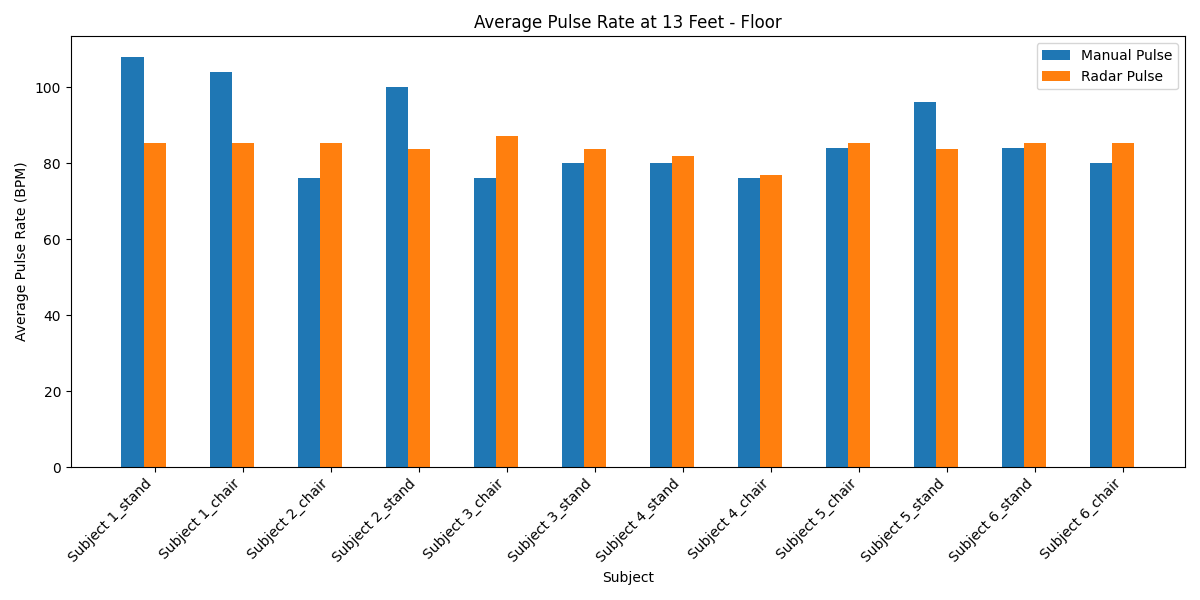 Average Pulse Rate at 13 Feet - Floor
Manual Pulse
Radar Pulse
Average Pulse Rate (BPM)
100
80
60
40
20
0
Subject 1_stand
Subject 1_chair
Subject 2_chair
Subject 2_stand
Subject 3_chair
Subject 3_stand
Subject 4_stand
Subject 4_chair
Subject 5_chair
Subject 5_stand
Subject 6_stand
Subject 6_chair
Subject